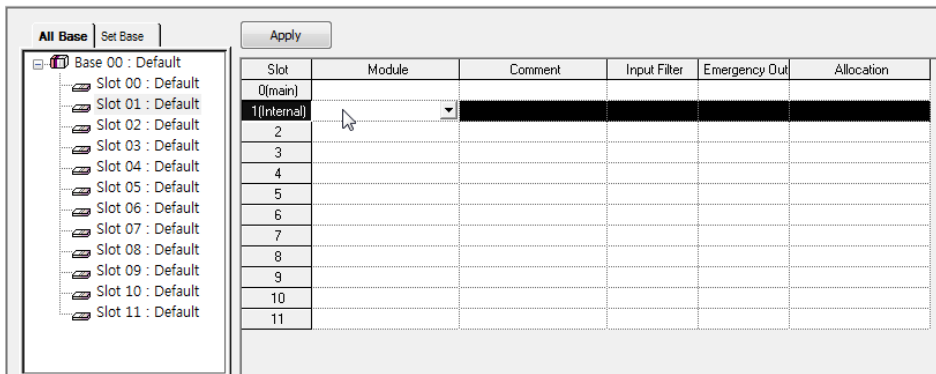 All Base Set Base
Apply
Base 00 : Default
Slot 00 : Default
Slot 01 : Default
Slot 02 : Default
Slot 03 : Default
Slot 04 : Default
Slot 05 : Default
Slot 06 : Default
Slot 07 : Default
Slot 08 : Default
Slot 09 : Default
Slot 10 : Default
Slot 11 : Default
Slot Module Comment Input Filter Emergency Out Allocation
0(main)
1(Internal)
2
3
4
5
6
7
8
9
10
11